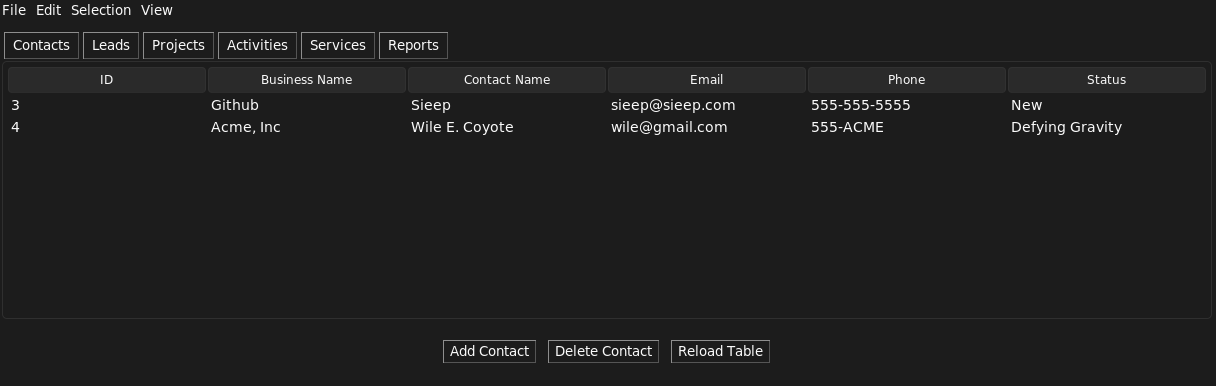 File Edit Selection View
Contacts Leads Projects Activities Services Reports
ID Business Name Contact Name Email Phone Status
3 Github Sieep sieep@sieep.com 555-555-5555 New
4 Acme, Inc Wile E. Coyote wile@gmail.com 555-ACME Defying Gravity
Add Contact Delete Contact Reload Table